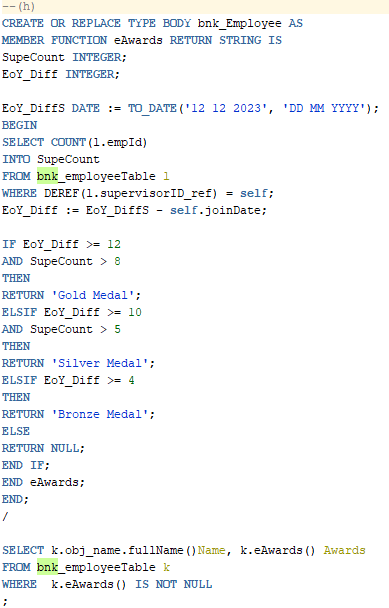 --(h)
CREATE OR REPLACE TYPE BODY bnk_Employee AS
MEMBER FUNCTION eAwards RETURN STRING IS
SupeCount INTEGER;
EoY_Diff INTEGER;
EoY_DiffS DATE := TO_DATE('12 12 2023', 'DD MM YYYY');
BEGIN
SELECT COUNT(l.empId)
INTO SupeCount
FROM bnk_employeeTable l
WHERE DEREF(l.supervisorID_ref) = self;
EoY_Diff := EoY_DiffS - self.joinDate;
IF EoY_Diff >= 12
AND SupeCount > 8
THEN
RETURN 'Gold Medal';
ELSIF EoY_Diff >= 10
AND SupeCount > 5
THEN
RETURN 'Silver Medal';
ELSIF EoY_Diff >= 4
THEN
RETURN 'Bronze Medal';
ELSE
RETURN NULL;
END IF;
END eAwards;
END;
/
SELECT k.obj_name.fullName()Name, k.eAwards() Awards
FROM bnk_employeeTable k
WHERE  k.eAwards() IS NOT NULL
;